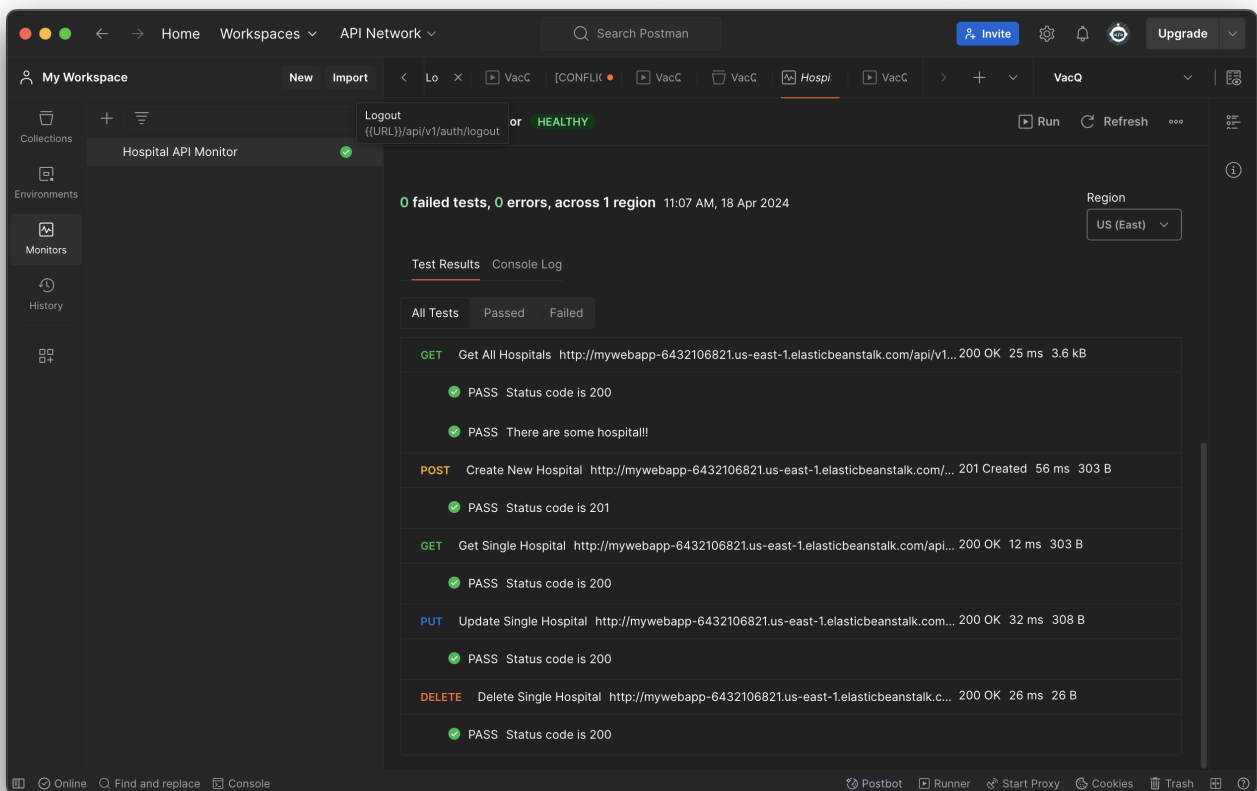 Home Workspaces API Network Search Postman Invite Upgrade
My Workspace New Import Lo VacQ [CONFLIC VacQ VacQ Hospi VacQ VacQ
Logout
{{URL}}/api/v1/auth/logout
or HEALTHY Run Refresh
Collections
Hospital API Monitor
Environments
Monitors
History
0 failed tests, 0 errors, across 1 region 11:07 AM, 18 Apr 2024
Region
US (East)
Test Results Console Log
All Tests Passed Failed
GET Get All Hospitals http://mywebapp-6432106821.us-east-1.elasticbeanstalk.com/api/v1... 200 OK 25 ms 3.6 kB
PASS Status code is 200
PASS There are some hospital!!
POST Create New Hospital http://mywebapp-6432106821.us-east-1.elasticbeanstalk.com/... 201 Created 56 ms 303 B
PASS Status code is 201
GET Get Single Hospital http://mywebapp-6432106821.us-east-1.elasticbeanstalk.com/api... 200 OK 12 ms 303 B
PASS Status code is 200
PUT Update Single Hospital http://mywebapp-6432106821.us-east-1.elasticbeanstalk.com... 200 OK 32 ms 308 B
PASS Status code is 200
DELETE Delete Single Hospital http://mywebapp-6432106821.us-east-1.elasticbeanstalk.c... 200 OK 26 ms 26 B
PASS Status code is 200
Online Find and replace Console Postbot Runner Start Proxy Cookies Trash